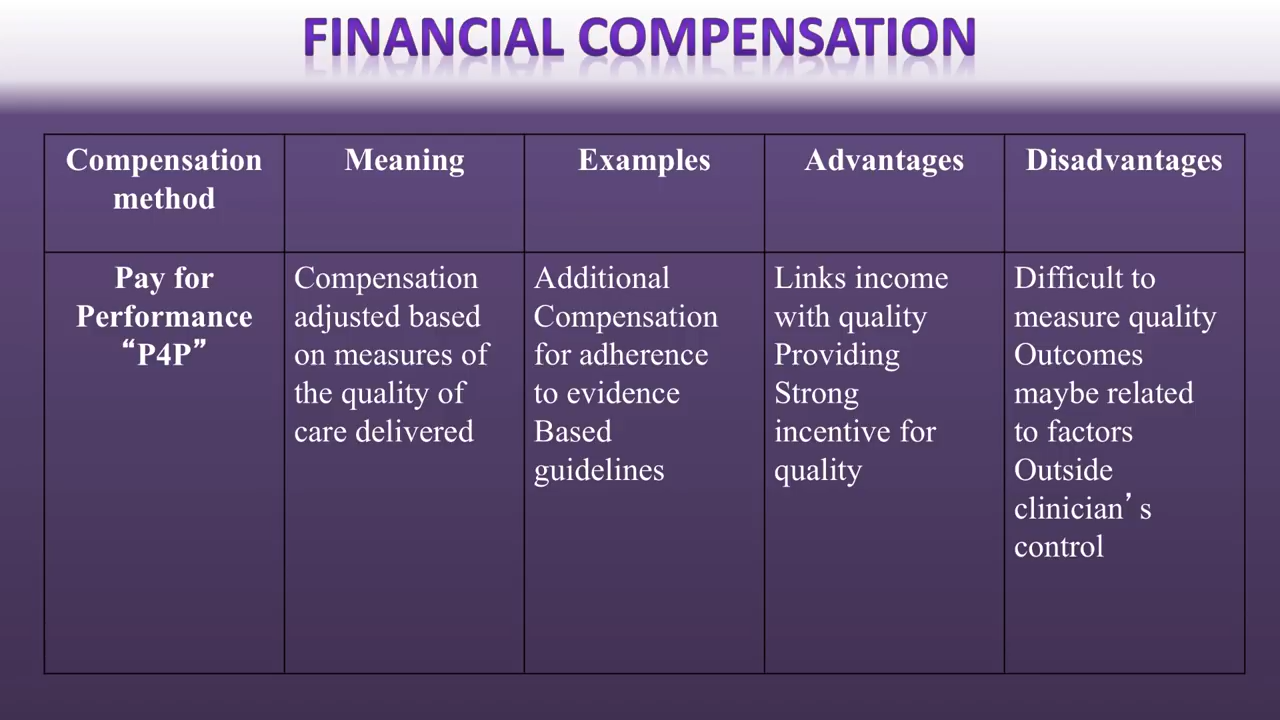 FINANCIAL COMPENSATION
Compensation
method
Meaning
Examples
Advantages
Disadvantages
Pay for
Performance
“P4P”
Compensation
adjusted based
on measures of
the quality of
care delivered
Additional
Compensation
for adherence
to evidence
Based
guidelines
Links income
with quality
Providing
Strong
incentive for
quality
Difficult to
measure quality
Outcomes
maybe related
to factors
Outside
clinician’s
control